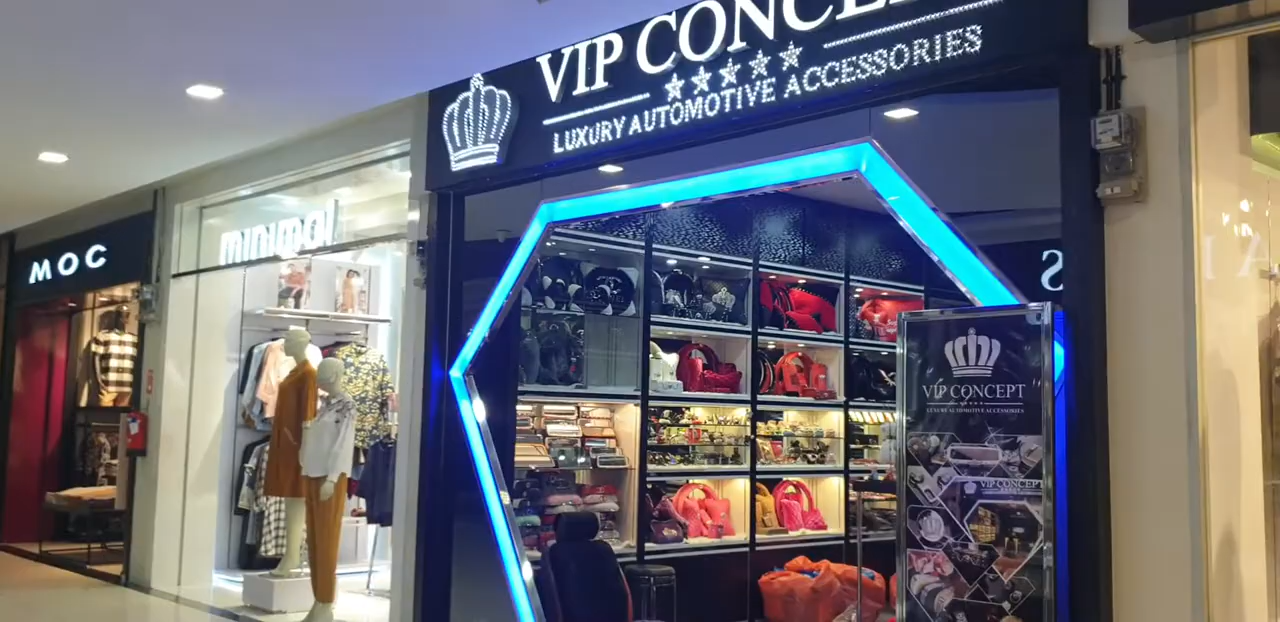 MOC
minimal
VIP CONCEPT
LUXURY AUTOMOTIVE ACCESSORIES
VIP CONCEPT
LUXURY AUTOMOTIVE ACCESSORIES
VIP CONCEPT